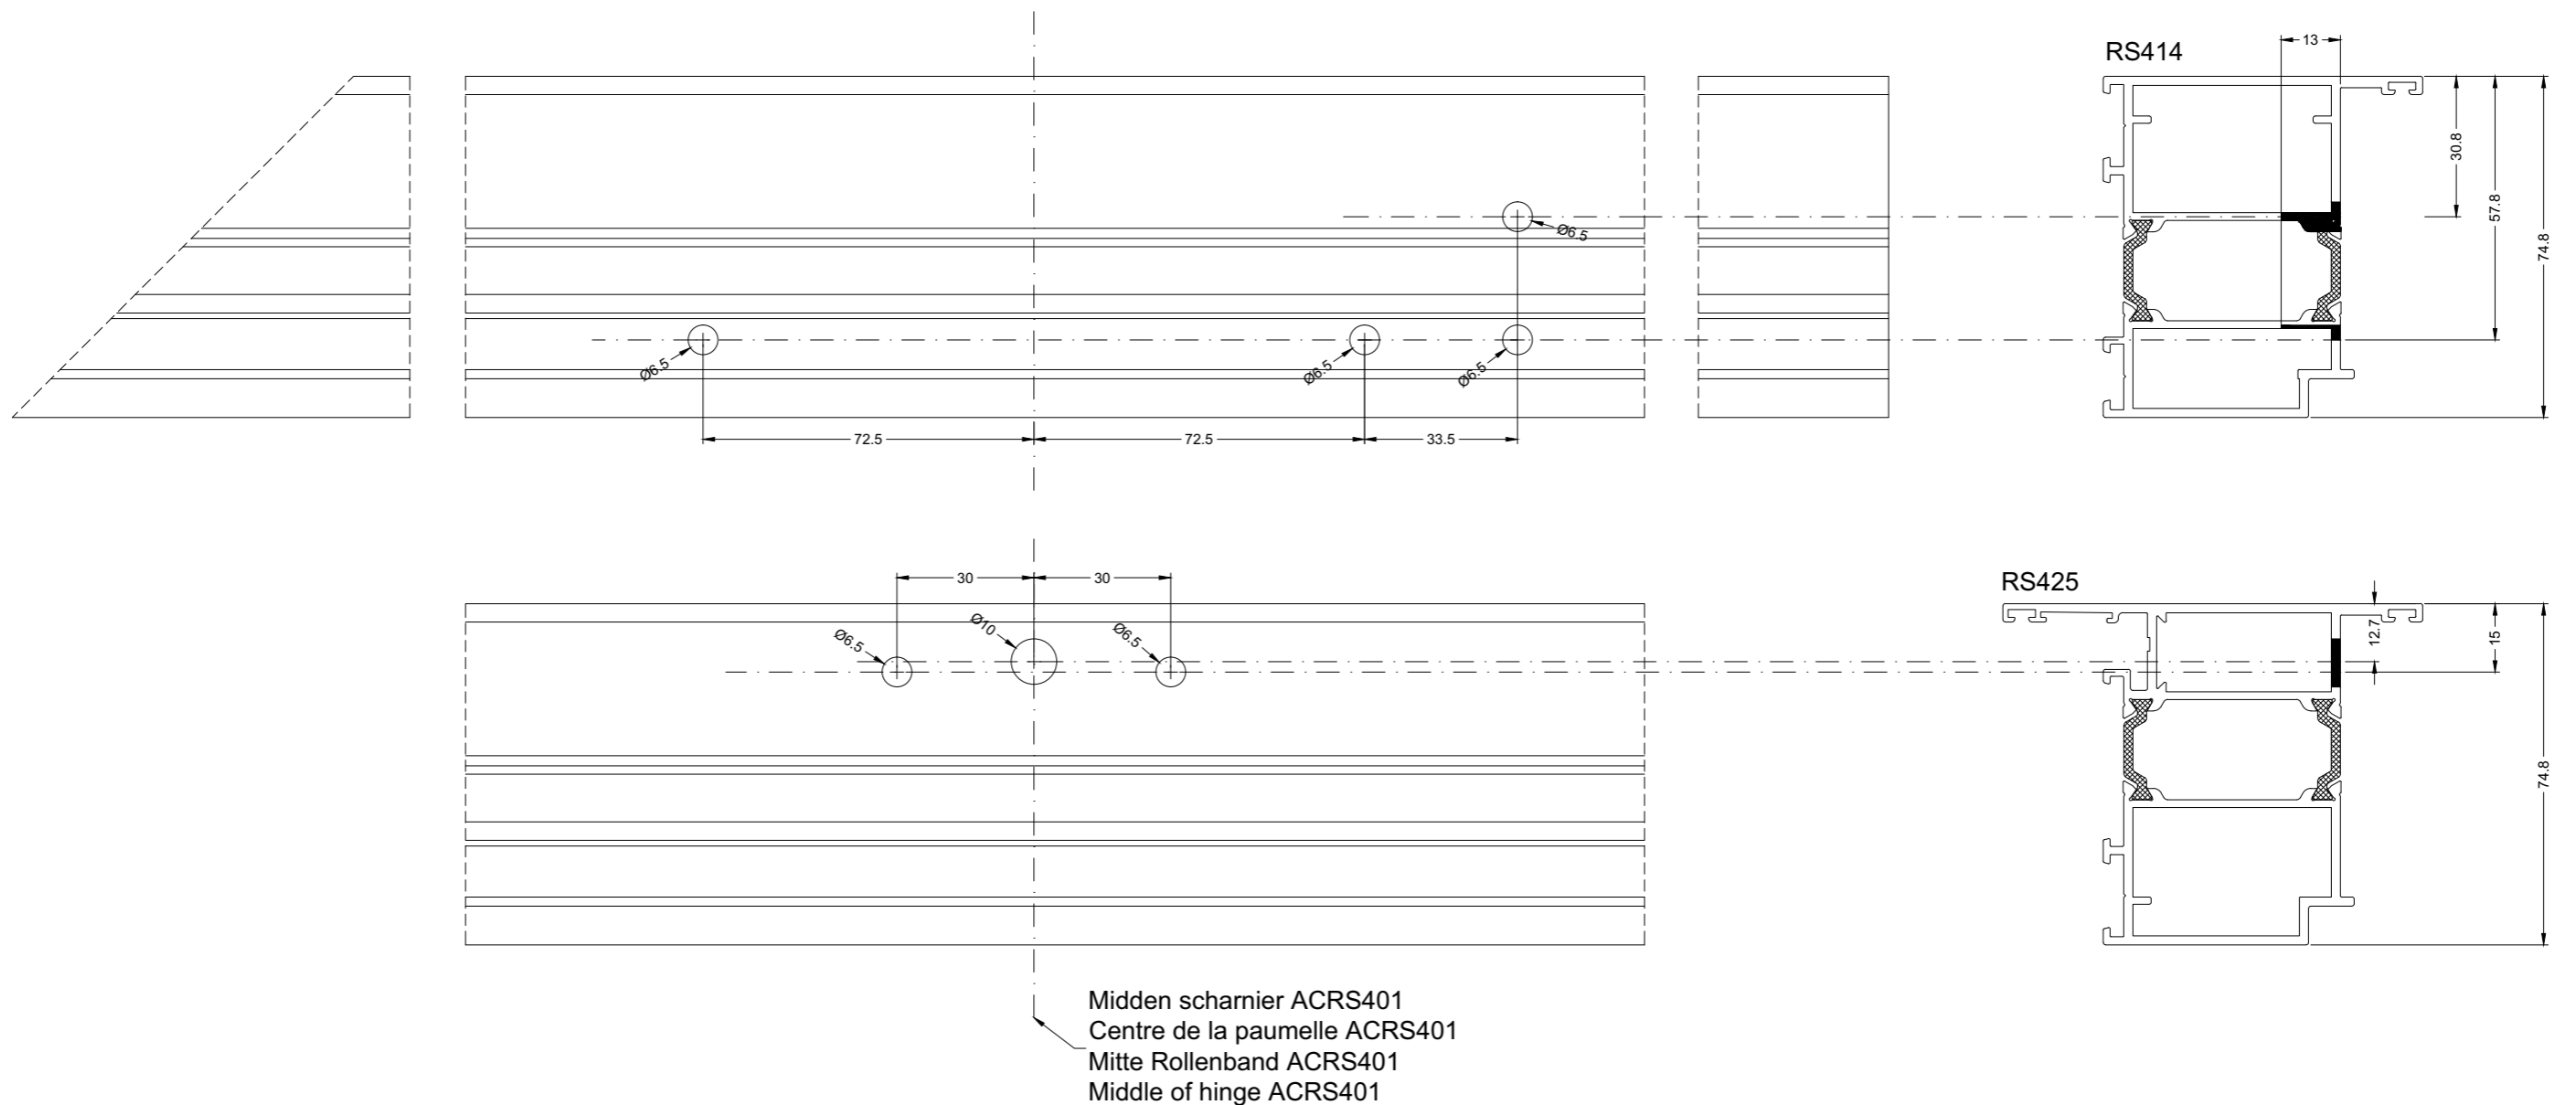 RS414
13
30.8
57.8
74.8
Ø6.5
Ø6.5
Ø6.5
Ø6.5
72.5
72.5
33.5
30
30
RS425
Ø6.5
Ø10
Ø6.5
12.7
15
74.8
Midden scharnier ACRS401
Centre de la paumelle ACRS401
Mitte Rollenband ACRS401
Middle of hinge ACRS401